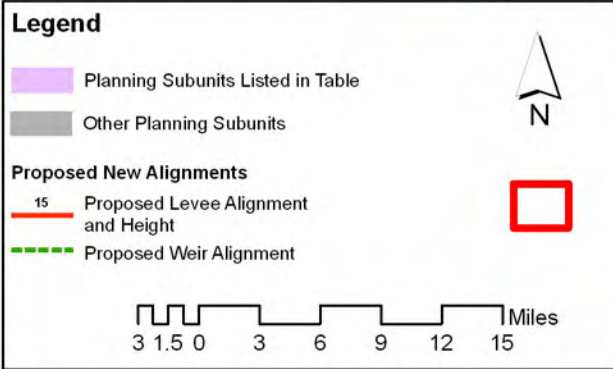 Legend
Planning Subunits Listed in Table
Other Planning Subunits
N
Proposed New Alignments
15
Proposed Levee Alignment
and Height
Proposed Weir Alignment
Miles
3 1.5 0 3 6 9 12 15